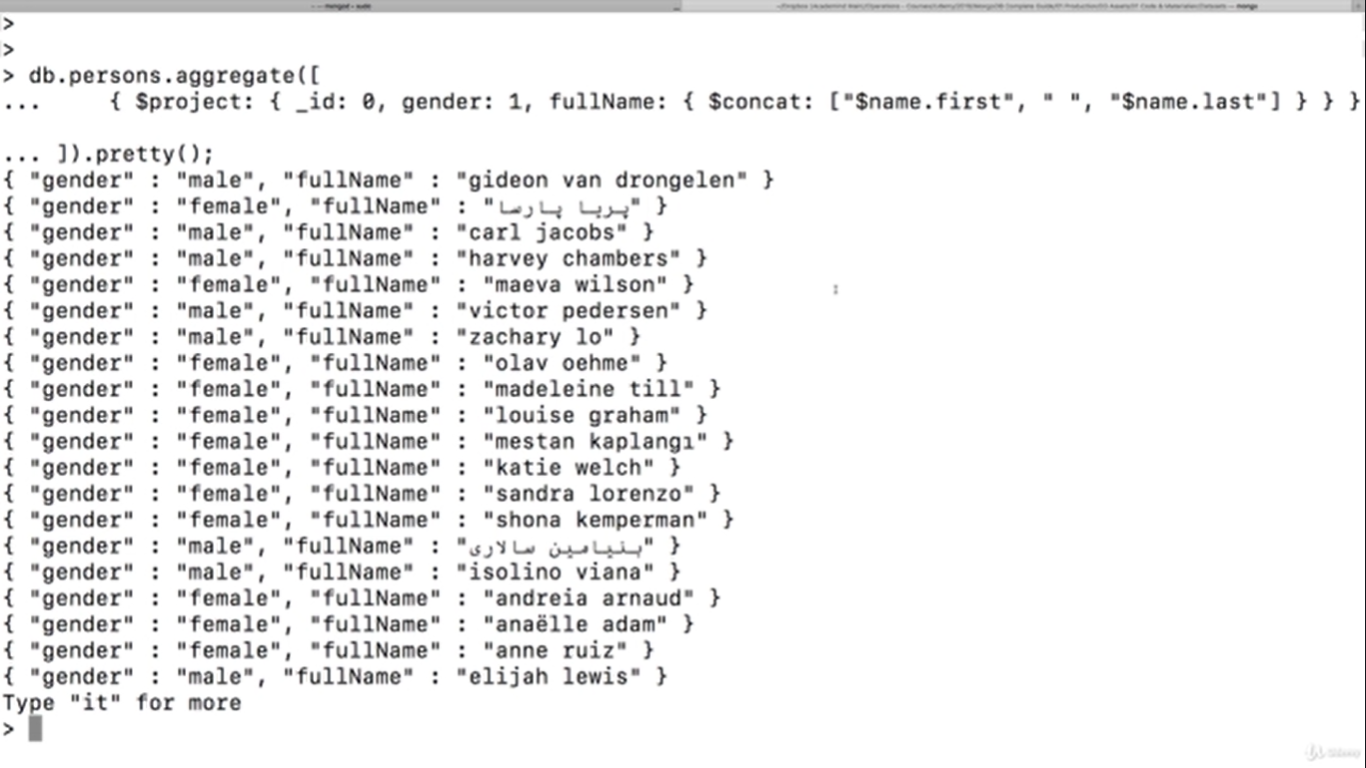 >
>
> db.persons.aggregate([
...     { $project: { _id: 0, gender: 1, fullName: { $concat: ["$name.first", " ", "$name.last"] } } }
... ]).pretty();
{ "gender" : "male", "fullName" : "gideon van drongelen" }
{ "gender" : "female", "fullName" : "پریا پارسا" }
{ "gender" : "male", "fullName" : "carl jacobs" }
{ "gender" : "male", "fullName" : "harvey chambers" }
{ "gender" : "female", "fullName" : "maeva wilson" }
{ "gender" : "male", "fullName" : "victor pedersen" }
{ "gender" : "male", "fullName" : "zachary lo" }
{ "gender" : "female", "fullName" : "olav oehme" }
{ "gender" : "female", "fullName" : "madeleine till" }
{ "gender" : "female", "fullName" : "louise graham" }
{ "gender" : "female", "fullName" : "mestan kaplangı" }
{ "gender" : "female", "fullName" : "katie welch" }
{ "gender" : "female", "fullName" : "sandra lorenzo" }
{ "gender" : "female", "fullName" : "shona kemperman" }
{ "gender" : "male", "fullName" : "بنیامین سالاری" }
{ "gender" : "male", "fullName" : "isolino viana" }
{ "gender" : "female", "fullName" : "andreia arnaud" }
{ "gender" : "female", "fullName" : "anaëlle adam" }
{ "gender" : "female", "fullName" : "anne ruiz" }
{ "gender" : "male", "fullName" : "elijah lewis" }
Type "it" for more
>